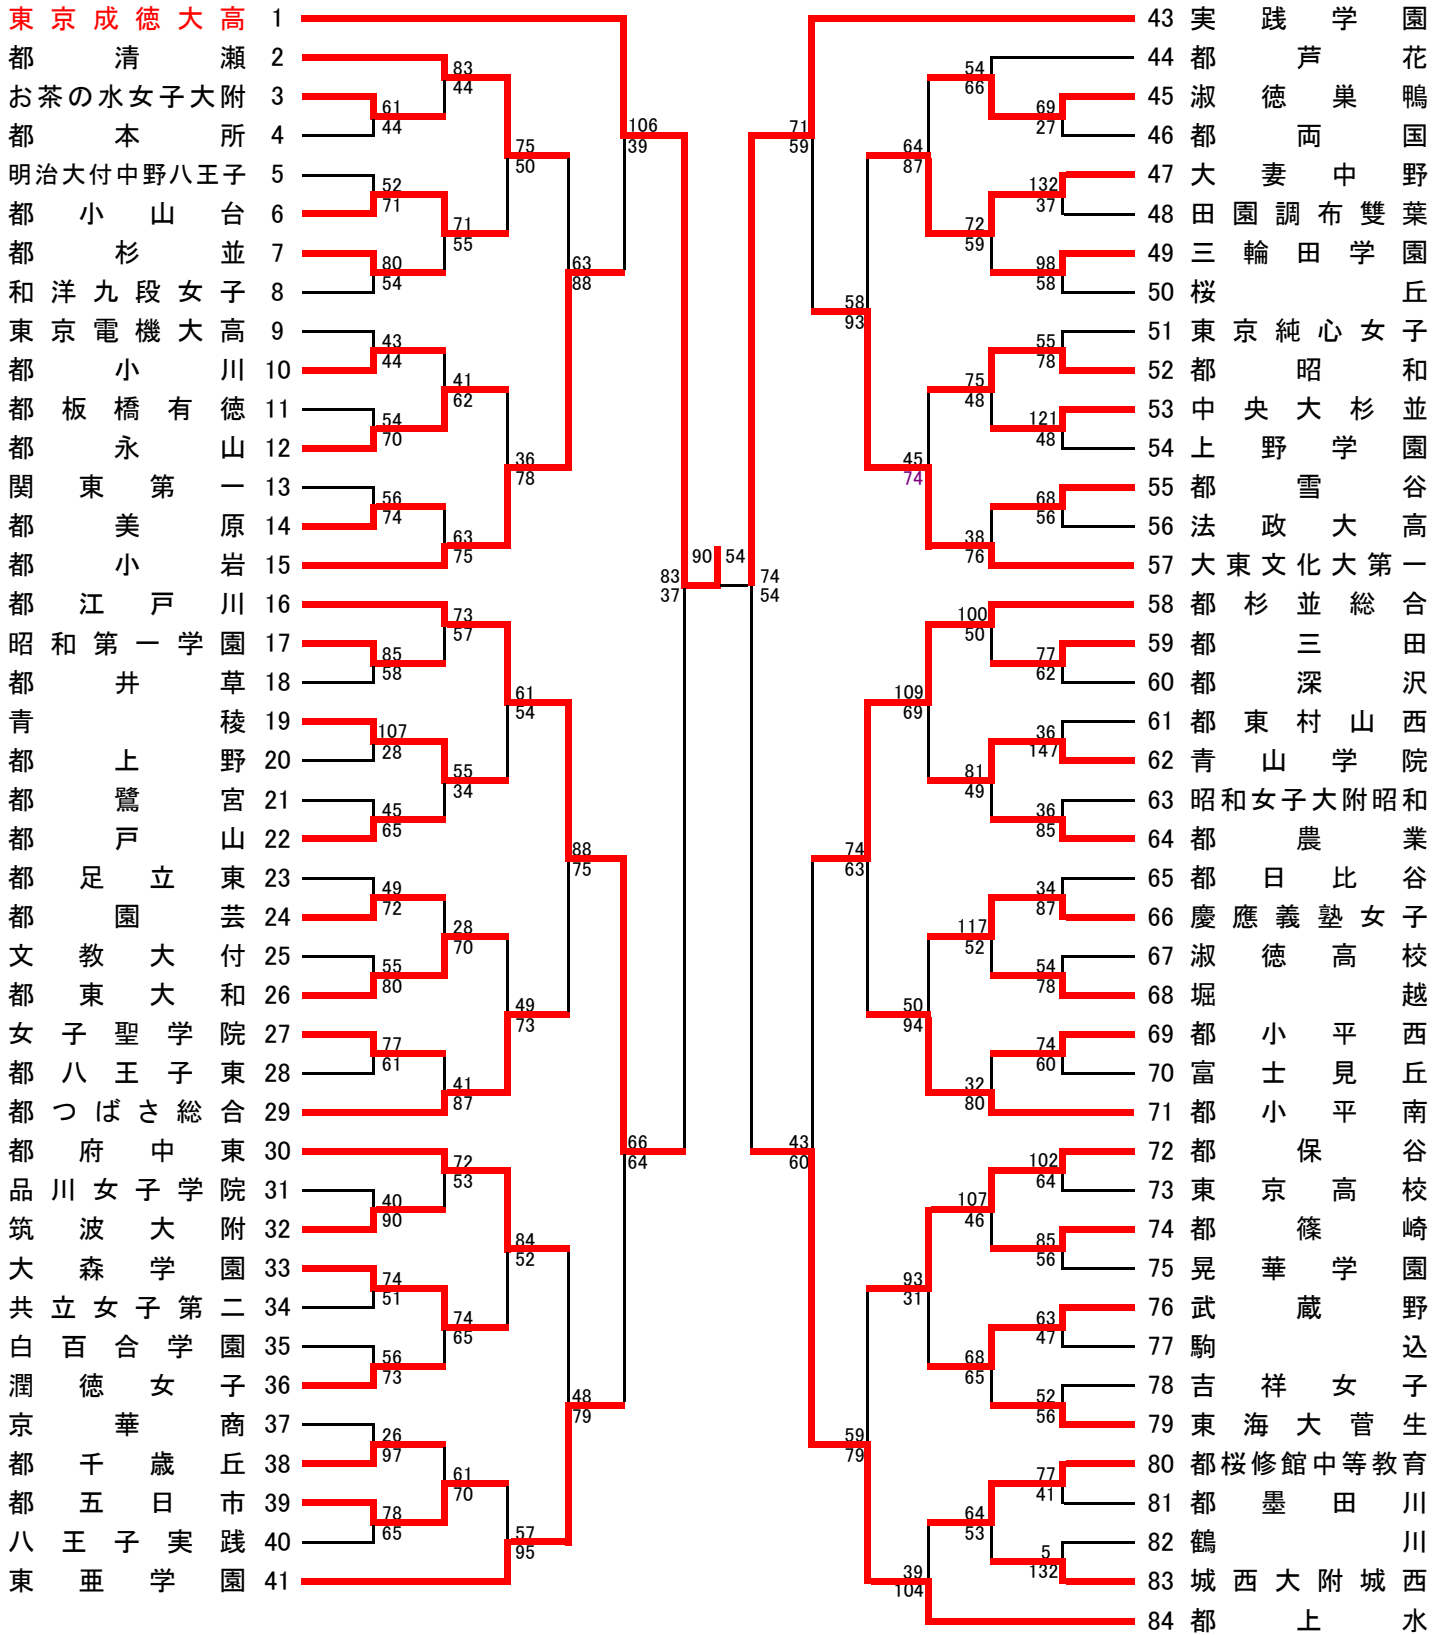 東京成徳大高 1
都清瀬 2
お茶の水女子大附 3
都本所 4
明治大付中野八王子 5
都小山台 6
都杉並 7
和洋九段女子 8
東京電機大高 9
都小川 10
都板橋有徳 11
都永山 12
関東第一 13
都美原 14
都小岩 15
都江戸川 16
昭和第一学園 17
都井草 18
青稜 19
都上野 20
都鷺宮 21
都戸山 22
都足立東 23
都園芸 24
文教大付 25
都東大和 26
女子聖学院 27
都八王子東 28
都つばさ総合 29
都府中東 30
品川女子学院 31
筑波大附 32
大森学園 33
共立女子第二 34
白百合学園 35
潤徳女子 36
京華商 37
都千歳丘 38
都五日市 39
八王子実践 40
東亜学園 41
61
44
52
71
80
54
43
44
54
70
56
74
85
58
107
28
45
65
49
72
55
80
77
61
40
90
74
51
56
73
26
97
78
65
83
44
71
55
41
62
63
75
73
57
55
34
28
70
41
87
72
53
74
65
61
70
75
50
36
78
61
54
49
73
84
52
57
95
63
88
88
75
48
79
106
39
66
64
83
37
90 54
74
54
71
59
43
60
58
93
74
63
59
79
64
87
45
74
109
69
50
94
93
31
39
104
54
66
72
59
75
48
38
76
100
50
81
49
117
52
32
80
107
46
68
65
64
53
69
27
132
37
98
58
55
78
121
48
68
56
77
62
36
147
36
85
34
87
54
78
74
60
102
64
85
56
63
47
52
56
77
41
5
132
43 実践学園
44 都芦花
45 淑徳巣鴨
46 都両国
47 大妻中野
48 田園調布雙葉
49 三輪田学園
50 桜丘
51 東京純心女子
52 都昭和
53 中央大杉並
54 上野学園
55 都雪谷
56 法政大高
57 大東文化大第一
58 都杉並総合
59 都三田
60 都深沢
61 都東村山西
62 青山学院
63 昭和女子大附昭和
64 都農業
65 都日比谷
66 慶應義塾女子
67 淑徳高校
68 堀越
69 都小平西
70 富士見丘
71 都小平南
72 都保谷
73 東京高校
74 都篠崎
75 晃華学園
76 武蔵野
77 駒込
78 吉祥女子
79 東海大菅生
80 都桜修館中等教育
81 都墨田川
82 鶴川
83 城西大附城西
84 都上水